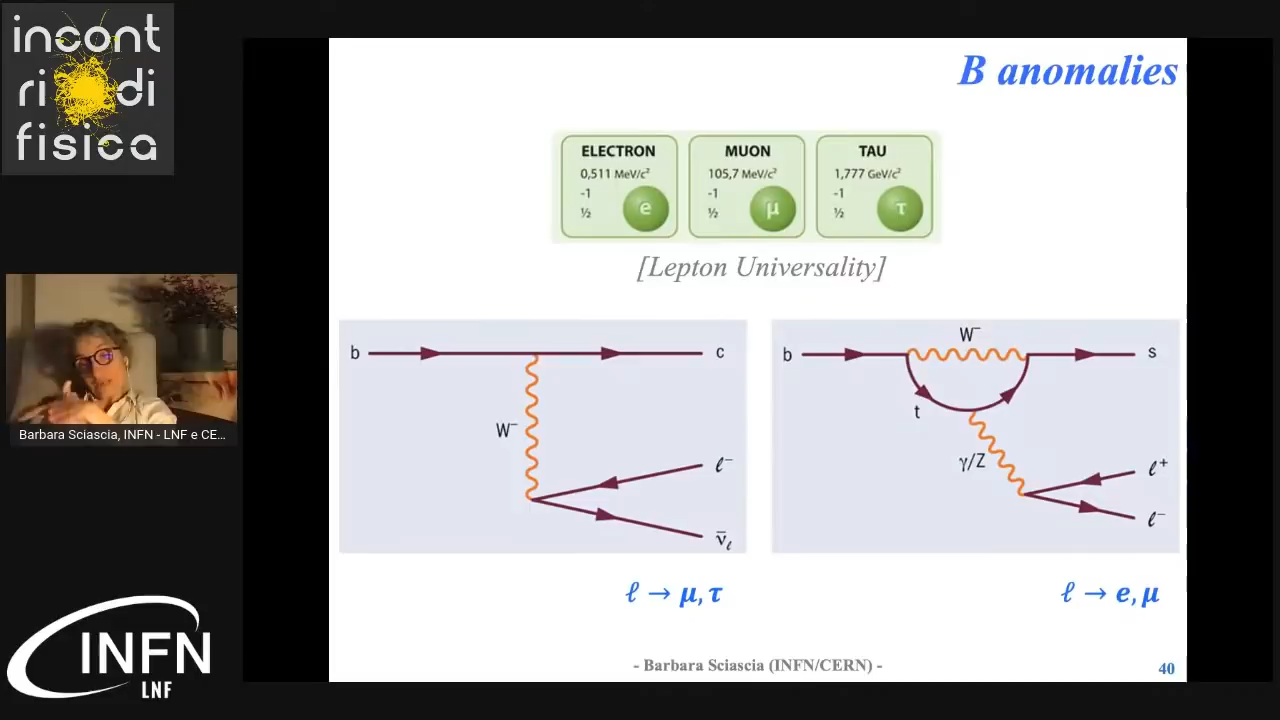 incont
ri di
fisica
B anomalies
ELECTRON
0,511 MeV/c²
-1
½
e
MUON
105,7 MeV/c²
-1
½
μ
TAU
1,777 GeV/c²
-1
½
τ
[Lepton Universality]
b
c
W⁻
ℓ⁻
ν̅ℓ
W⁻
b
s
t
γ/Z
ℓ⁺
ℓ⁻
ℓ → μ, τ
ℓ → e, μ
Barbara Sciascia, INFN - LNF e CE...
INFN
LNF
- Barbara Sciascia (INFN/CERN) -
40